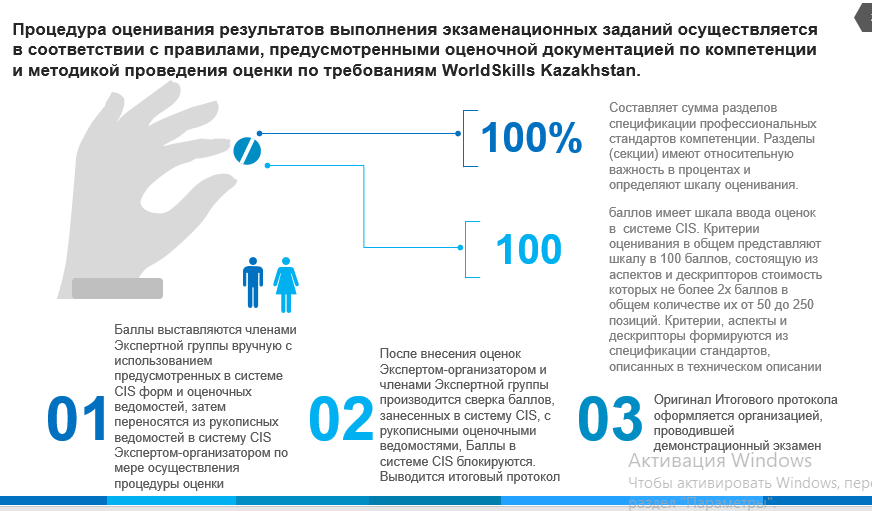 Процедура оценивания результатов выполнения экзаменационных заданий осуществляется
в соответствии с правилами, предусмотренными оценочной документацией по компетенции
и методикой проведения оценки по требованиям WorldSkills Kazakhstan.
100%
Составляет сумма разделов
спецификации профессиональных
стандартов компетенции. Разделы
(секции) имеют относительную
важность в процентах и
определяют шкалу оценивания.
100
баллов имеет шкала ввода оценок
в системе CIS. Критерии
оценивания в общем представляют
шкалу в 100 баллов, состоящую из
аспектов и дескрипторов стоимость
которых не более 2х баллов в
общем количестве их от 50 до 250
позиций. Критерии, аспекты и
дескрипторы формируются из
спецификации стандартов,
описанных в техническом описании
01
Баллы выставляются членами
Экспертной группы вручную с
использованием
предусмотренных в системе
CIS форм и оценочных
ведомостей, затем
переносятся из рукописных
ведомостей в систему CIS
Экспертом-организатором по
мере осуществления
процедуры оценки
02
После внесения оценок
Экспертом-организатором и
членами Экспертной группы
производится сверка баллов,
занесенных в систему CIS, с
рукописными оценочными
ведомостями, Баллы в
системе CIS блокируются.
Выводится итоговый протокол
03
Оригинал Итогового протокола
оформляется организацией,
проводившей
демонстрационный экзамен
Активация Windows
Чтобы активировать Windows, пере
раздел "Параметры".